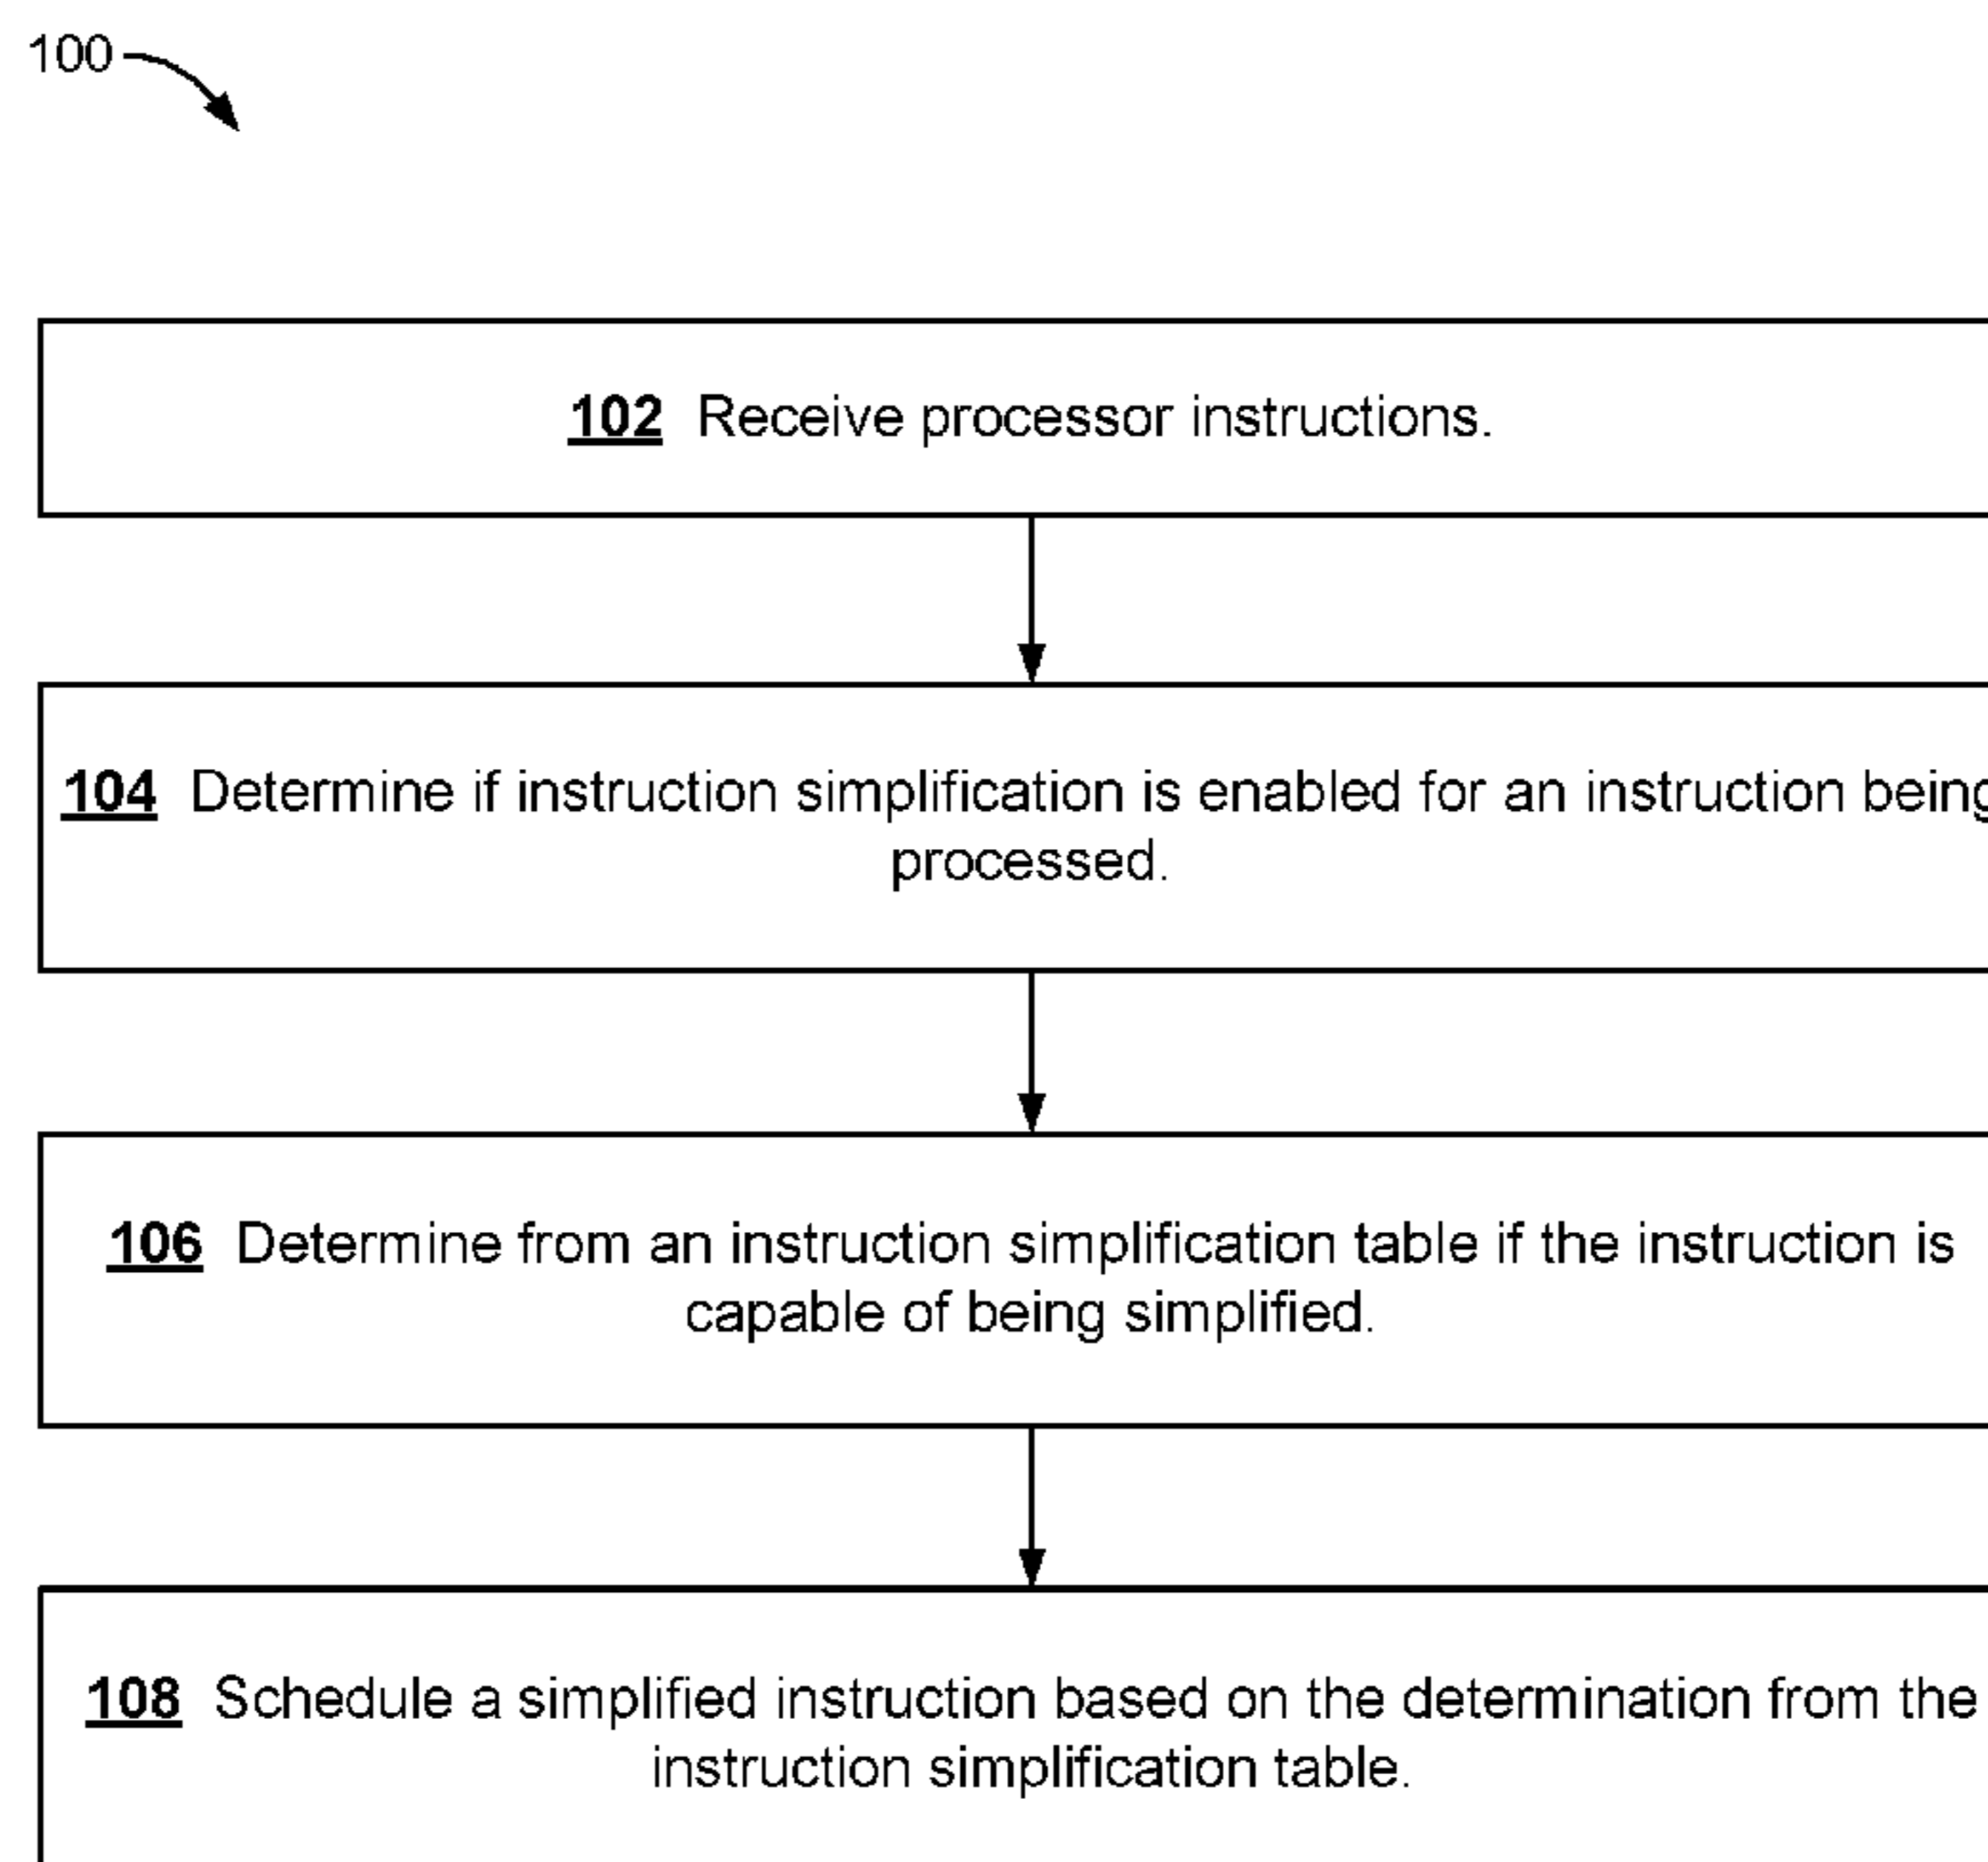 100
102 Receive processor instructions.
104 Determine if instruction simplification is enabled for an instruction being
processed.
106 Determine from an instruction simplification table if the instruction is
capable of being simplified.
108 Schedule a simplified instruction based on the determination from the
instruction simplification table.